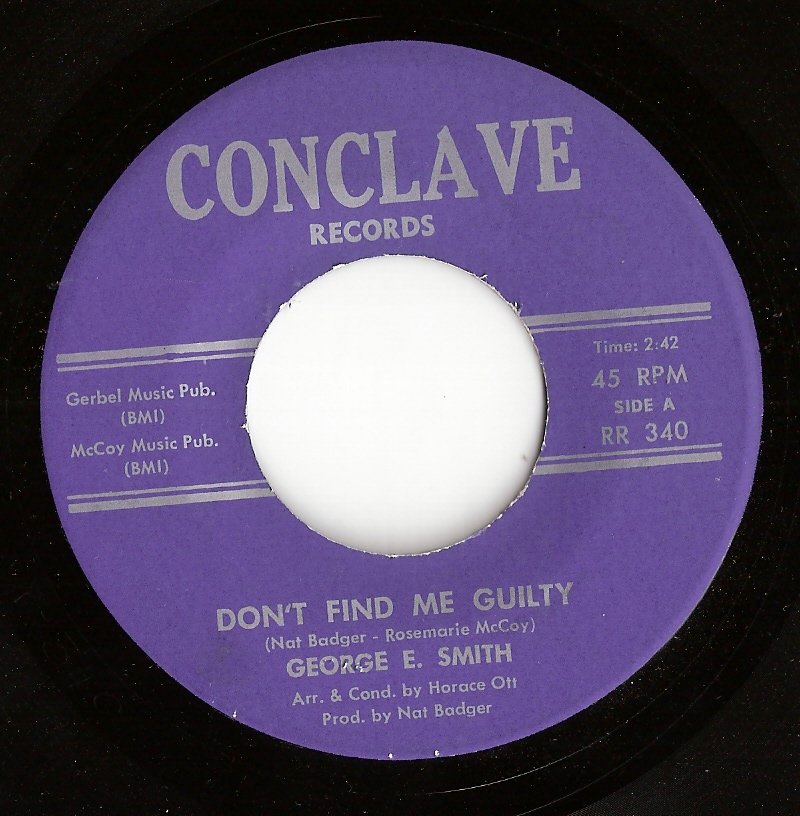 CONCLAVE
RECORDS
Gerbel Music Pub.
(BMI)
McCoy Music Pub.
(BMI)
Time: 2:42
45 RPM
SIDE A
RR 340
DON'T FIND ME GUILTY
(Nat Badger - Rosemarie McCoy)
GEORGE E. SMITH
Arr. & Cond. by Horace Ott
Prod. by Nat Badger